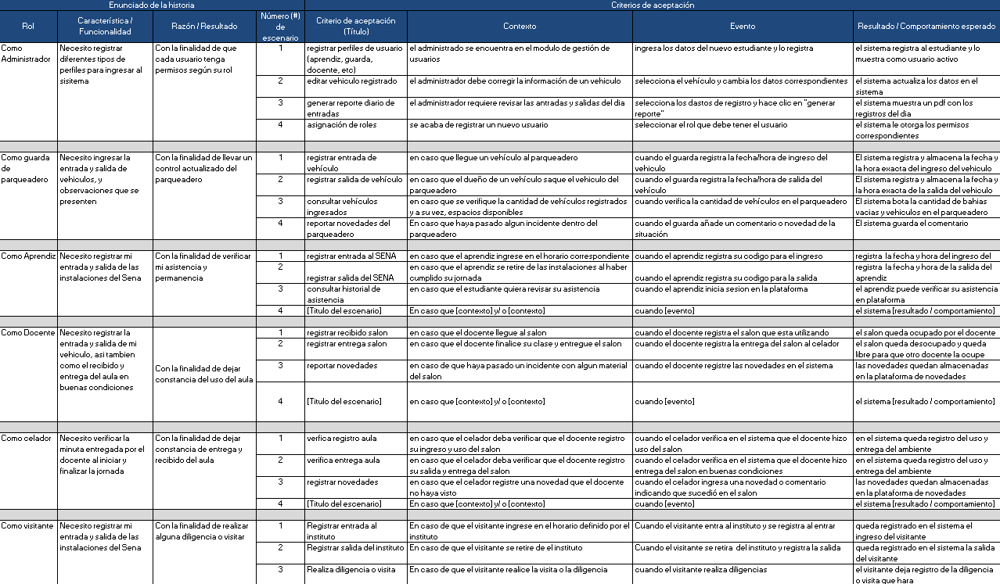 Enunciado de la historia
Criterios de aceptación
Rol
Característica /
Funcionalidad
Razón / Resultado
Número (#)
de
escenario
Criterio de aceptación
(Título)
Contexto
Evento
Resultado / Comportamiento esperado
Como
Administrador
Necesito registrar
diferentes tipos de
perfiles para ingresar al
sisitema
Con la finalidad de que
cada usuario tenga
permisos según su rol
1
registrar perfiles de usuario
(aprendiz, guarda,
docente, etc)
el administrado se encuentra en el modulo de gestión de
usuarios
ingresa los datos del nuevo estudiante y lo registra
el sistema registra al estudiante y lo
muestra como usuario activo
2
editar vehiculo registrado
el administrador debe corregir la información de un vehiculo
selecciona el vehículo y cambia los datos correspondientes
el sistema actualiza los datos en el
sistema
3
generar reporte diario de
entradas
el administrador requiere revisar las antradas y salidas del dia
selecciona los dastos de registro y hace clic en "generar
reporte"
el sistema muestra un pdf con los
registros del dia
4
asignación de roles
se acaba de registrar un nuevo usuario
seleccionar el rol que debe tener el usuario
el sistema le otorga los permisos
correspondientes
Como guarda
de
parqueadero
Necesito ingresar la
entrada y salida de
vehiculos, y
observaciones que se
presenten
Con la finalidad de llevar un
control actualizado del
parqueadero
1
registrar entrada de
vehículo
en caso que llegue un vehículo al parqueadero
cuando el guarda registra la fecha/hora de ingreso del
vehiculo
El sistema registra y almacena la fecha y
la hora exacta del ingreso del vehiculo
2
registrar salida de vehículo
en caso que el dueño de un vehículo saque el vehiculo del
parqueadero
cuando el guarda registra la fecha/hora de salida del
vehículo
El sistema registra y almacena la fecha y
la hora exacta de la salida del vehiculo
3
consultar vehículos
ingresados
en caso que se verifique la cantidad de vehículos registrados
y a su vez, espacios disponibles
cuando verifica la cantidad de vehículos en el parqueadero
El sistema bota la cantidad de bahias
vacias y vehiculos en el parqueadero
4
reportar novedades del
parqueadero
En caso que haya pasado algun incidente dentro del
parqueadero
cuando el guarda añade un comentario o novedad de la
situación
El sistema guarda el comentario
Como Aprendiz
Necesito registrar mi
entrada y salida de las
instalaciones del Sena
Con la finalidad de verificar
mi asistencia y
permanencia
1
registrar entrada al SENA
en caso que el aprendiz ingrese en el horario correspondiente
cuando el aprendiz registra su codigo para el ingreso
registra la fecha y hora del ingreso del
2
registrar salida del SENA
en caso que el aprendiz se retire de las instalaciones al haber
cumplido su jornada
cuando el aprendiz registra su codigo para la salida
registra la fecha y hora de la salida del
aprendiz
3
consultar historial de
asistencia
en caso que el estudiante quiera revisar su asistencia
cuando el aprendiz inicia sesion en la plataforma
el aprendiz puede verificar su asistencia
en plataforma
4
[Titulo del escenario]
En caso que [contexto] y/ o [contexto]
cuando [evento]
el sistema [resultado / comportamiento]
Como Docente
Necesito registrar la
entrada y salida de mi
vehiculo, asi tambien
como el recibido y
entrega del aula en
buenas condiciones
Con la finalidad de dejar
constancia del uso del aula
1
registrar recibido salon
en caso que el docente llegue al salon
cuando el docente registra el salon que esta utilizando
el salon queda ocupado por el docente
2
registrar entrega salon
en caso que el docente finalice su clase y entregue el salon
cuando el docente registra la entrega del salon al celador
el salon queda desocupado y queda
libre para que otro docente la ocupe
3
reportar novedades
en caso de que haya pasado un incidente con algun material
del salon
cuando el docente registre las novedades en el sistema
las novedades quedan almacenadas
en la plataforma de novedades
4
[Titulo del escenario]
en caso que [contexto] y/ o [contexto]
cuando [evento]
el sistema [resultado / comportamiento]
Como celador
Necesito verificar la
minuta entregada por el
docente al iniciar y
finalizar la jornada
Con la finalidad de dejar
constancia de entrega y
recibido del aula
1
verfica registro aula
en caso que el celador deba verificar que el docente registro
su ingreso y uso del salon
cuando el celador verifica en el sistema que el docente hizo
uso del salon
en el sistema queda registro del uso y
entrega del ambiente
2
verifica entrega aula
en caso que el celador deba verificar que el docente registro
su salida y entrega del salon
cuando el celador verifica en el sistema que el docente hizo
entrega del salon en buenas condiciones
en el sistema queda registro del uso y
entrega del ambiente
3
registrar novedades
en caso que el celador registre una novedad que el docente
no haya visto
cuando el celador ingresa una novedad o comentario
indicando que sucedió en el salon
las novedades quedan almacenadas
en la plataforma de novedades
4
[Titulo del escenario]
En caso que [contexto] y/ o [contexto]
cuando [evento]
el sistema [resultado / comportamiento]
Como visitante
Necesito registrar mi
entrada y salida de las
instalaciones del Sena
Con la finalidad de realizar
alguna diligencia o visitar
1
Registrar entrada al
instituto
En caso de que el visitante ingrese en el horario definido por el
instituto
Cuando el visitante entra al instituto y se registra al entrar
queda registrado en el sistema el
ingreso del visitante
2
Registrar salida del instituto
En caso de que el visitante se retire de el instituto
Cuando el visitante se retira del instituto y registra la salida
queda registrado en el sistema la salida
del visitante
3
Realiza diligencia o visita
En caso de que el visitante realice la visita o la diligencia
cuando el visitante realiza diligencias
el visitante deja registro de la diligencia
o visita que hara